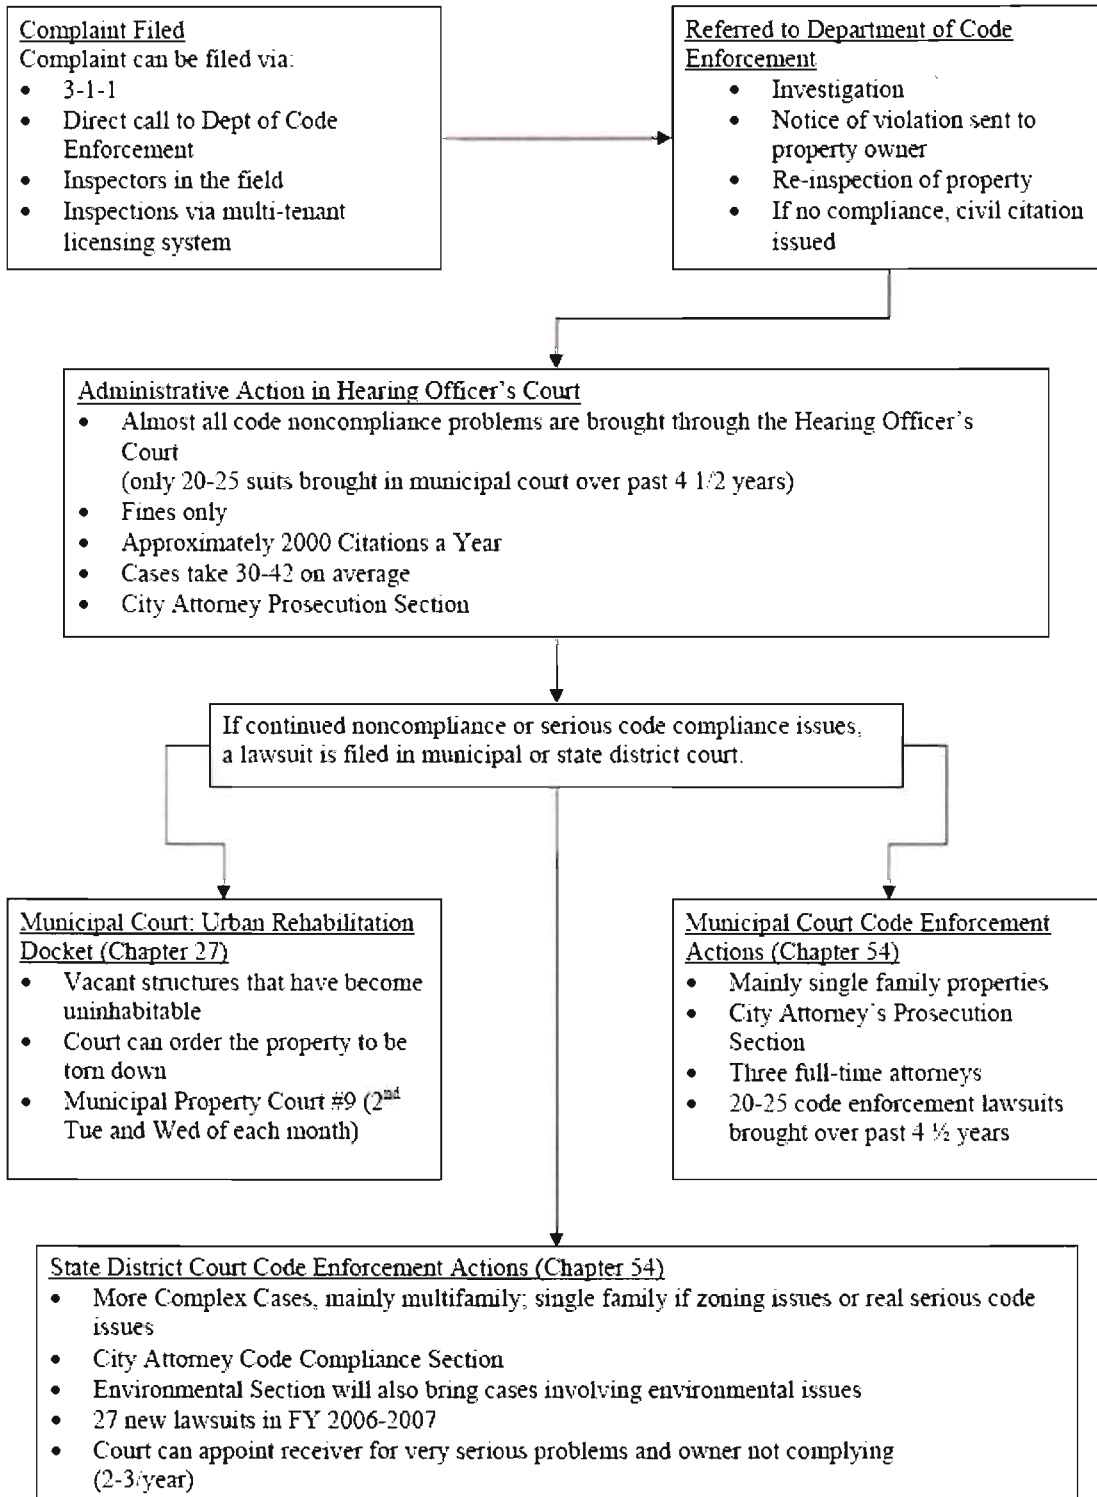 Complaint Filed
Complaint can be filed via:
• 3-1-1
• Direct call to Dept of Code
Enforcement
• Inspectors in the field
• Inspections via multi-tenant
licensing system
Referred to Department of Code
Enforcement
• Investigation
• Notice of violation sent to
property owner
• Re-inspection of property
• If no compliance, civil citation
issued
Administrative Action in Hearing Officer's Court
• Almost all code noncompliance problems are brought through the Hearing Officer's
Court
(only 20-25 suits brought in municipal court over past 4 1/2 years)
• Fines only
• Approximately 2000 Citations a Year
• Cases take 30-42 on average
• City Attorney Prosecution Section
If continued noncompliance or serious code compliance issues,
a lawsuit is filed in municipal or state district court.
Municipal Court: Urban Rehabilitation
Docket (Chapter 27)
• Vacant structures that have become
uninhabitable
• Court can order the property to be
torn down
• Municipal Property Court #9 (2nd
Tue and Wed of each month)
Municipal Court Code Enforcement
Actions (Chapter 54)
• Mainly single family properties
• City Attorney's Prosecution
Section
• Three full-time attorneys
• 20-25 code enforcement lawsuits
brought over past 4 ½ years
State District Court Code Enforcement Actions (Chapter 54)
• More Complex Cases, mainly multifamily; single family if zoning issues or real serious code
issues
• City Attorney Code Compliance Section
• Environmental Section will also bring cases involving environmental issues
• 27 new lawsuits in FY 2006-2007
• Court can appoint receiver for very serious problems and owner not complying
(2-3/year)